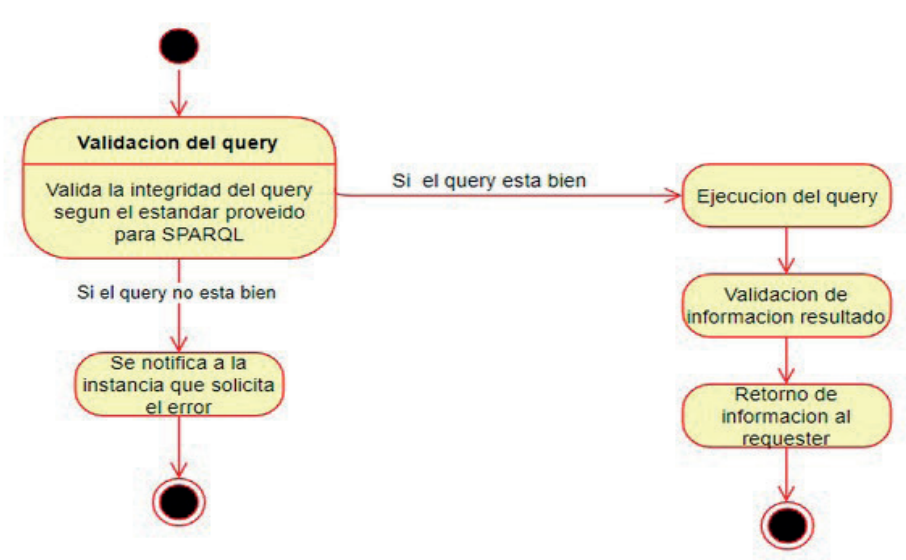 Validacion del query
Valida la integridad del query
segun el estandar proveido
para SPARQL
Si el query esta bien
Ejecucion del query
Si el query no esta bien
Validacion de
informacion resultado
Se notifica a la
instancia que solicita
el error
Retorno de
informacion al
requester